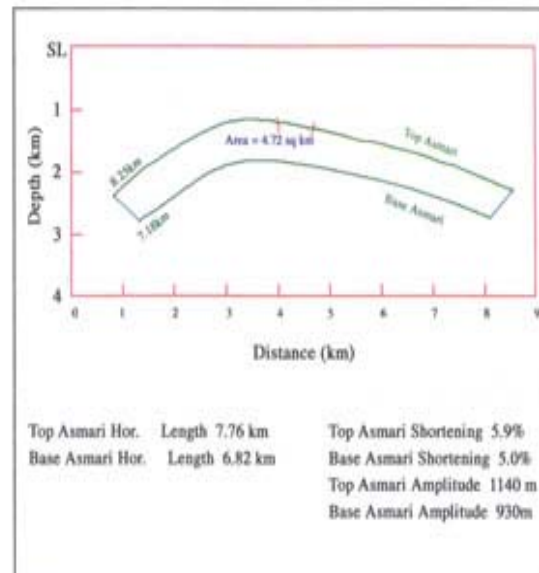 SL
1
2
3
4
Depth (km)
8.25km
7.18km
Area = 4.72 sq km
Top Asmari
Base Asmari
0 1 2 3 4 5 6 7 8 9
Distance (km)
Top Asmari Hor. Length 7.76 km
Base Asmari Hor. Length 6.82 km
Top Asmari Shortening 5.9%
Base Asmari Shortening 5.0%
Top Asmari Amplitude 1140 m
Base Asmari Amplitude 930m